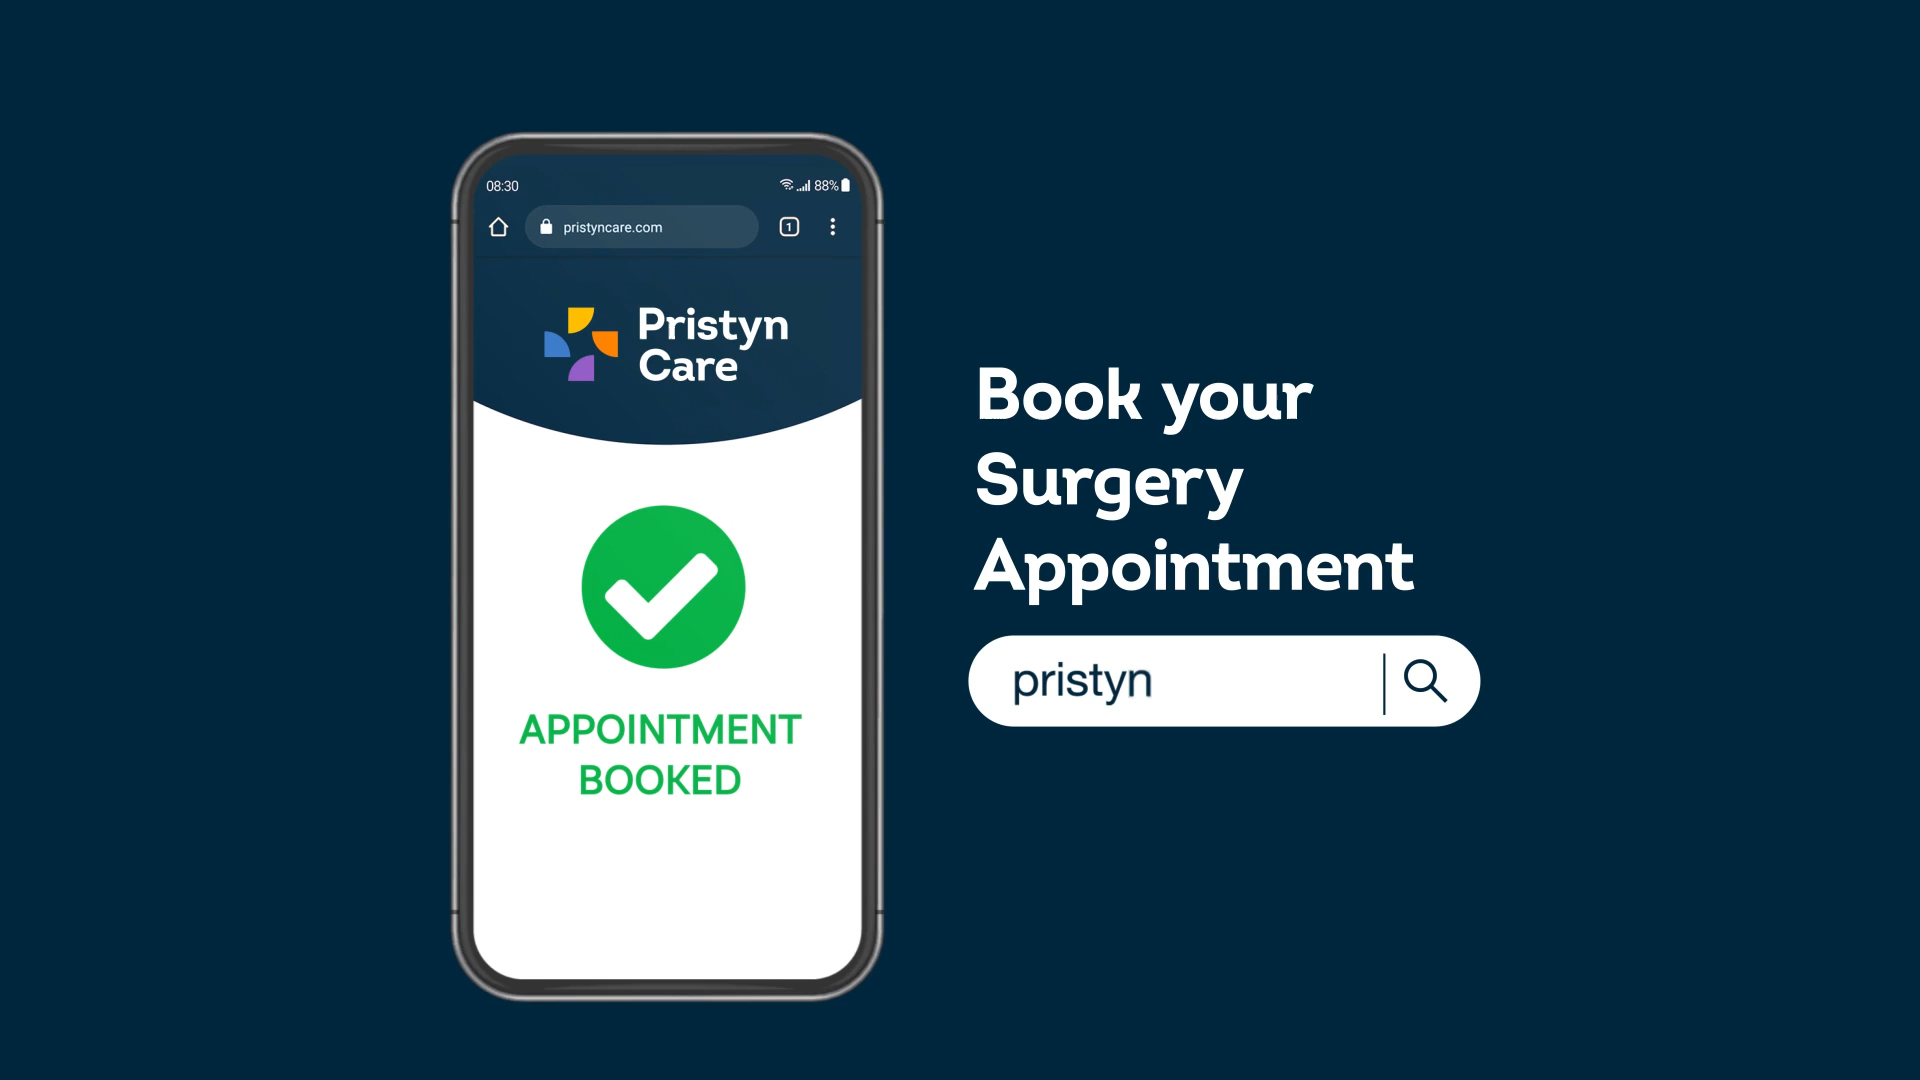 08:30
88%
pristyncare.com
1
Pristyn
Care
APPOINTMENT
BOOKED
Book your
Surgery
Appointment
pristyn